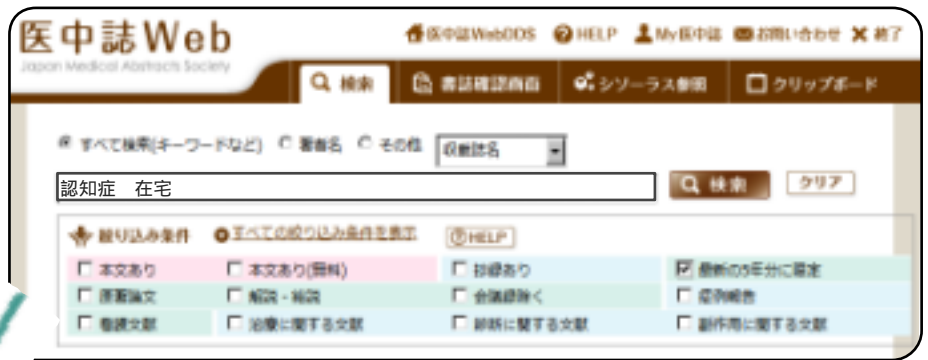 医中誌Web
医中誌WebDDS HELP My医中誌 お問い合わせ 終了
Japan Medical Abstracts Society
検索 書誌確認画面 シソーラス参照 クリップボード
すべて検索(キーワードなど) 著者名 その他 収載誌名
認知症 在宅 検索 クリア
絞り込み条件 すべての絞り込み条件を表示 HELP
本文あり 本文あり(無料) 抄録あり 最新の5年分に限定
原著論文 解説・総説 会議録除く 症例報告
看護文献 治療に関する文献 診断に関する文献 副作用に関する文献